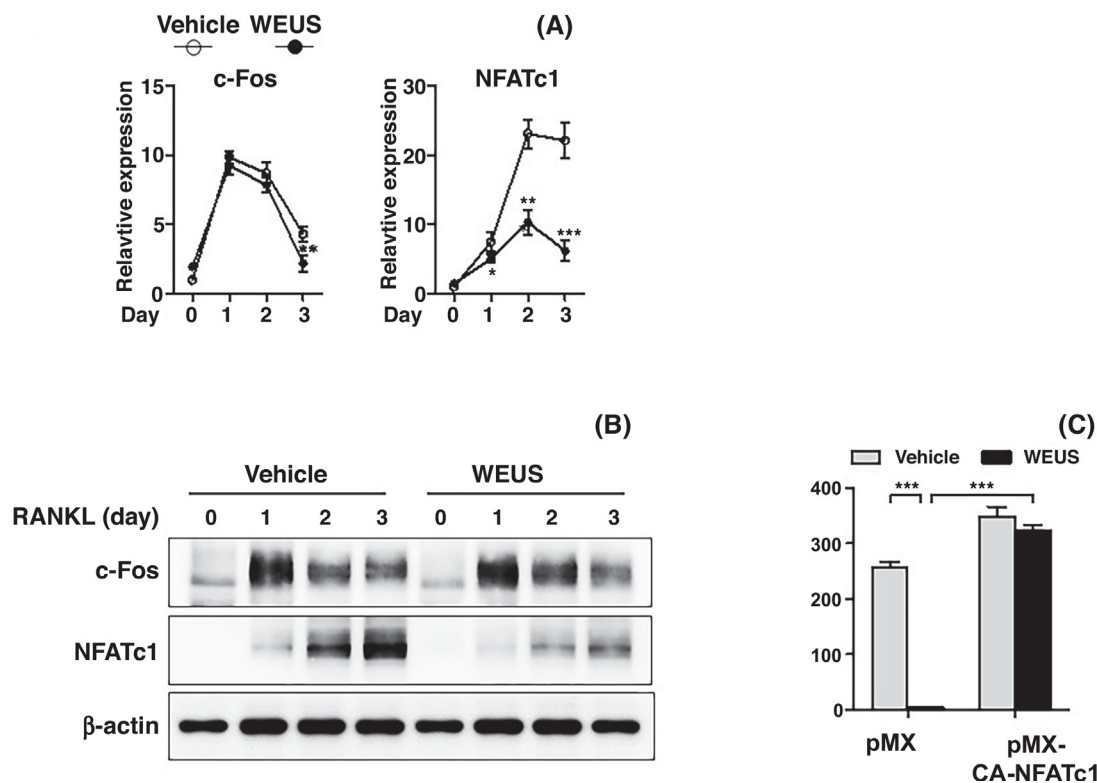 Vehicle WEUS (A)
c-Fos NFATc1
Relavtive expression
15
10
5
0
Day 0 1 2 3
**
Relavtive expression
30
20
10
0
Day 0 1 2 3
*
**
***
(B)
Vehicle WEUS
RANKL (day) 0 1 2 3 0 1 2 3
c-Fos
NFATc1
β-actin
(C)
Vehicle WEUS
*** ***
400
300
200
100
0
pMX pMX-
CA-NFATc1